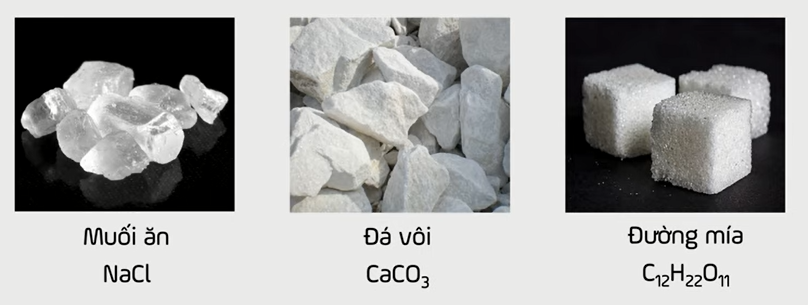 Muối ăn
NaCl
Đá vôi
CaCO₃
Đường mía
C₁₂H₂₂O₁₁